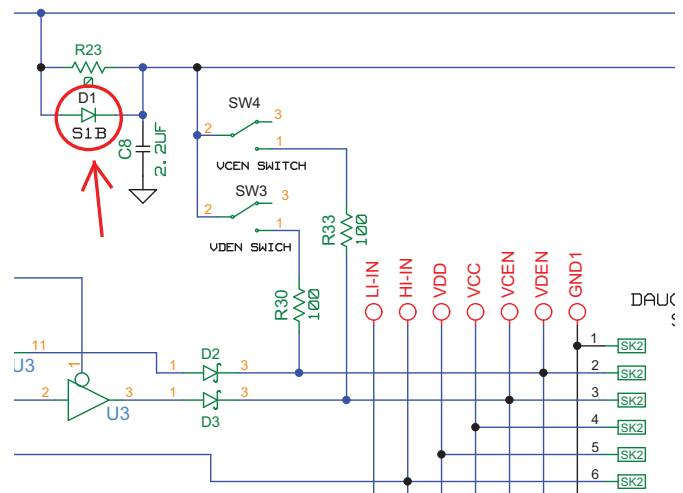 R23
0
D1
S1B
C8
2.2UF
SW4
3
2
1
VCEN SWITCH
SW3
3
2
1
VDEN SWICH
R33
100
R30
100
LI-IN
HI-IN
VDD
VCC
VCEN
VDEN
GND1
DAUG
S
1
SK2
11
U3
1
1
D2
3
2
SK2
2
3
U3
1
D3
3
3
SK2
4
SK2
5
SK2
6
SK2